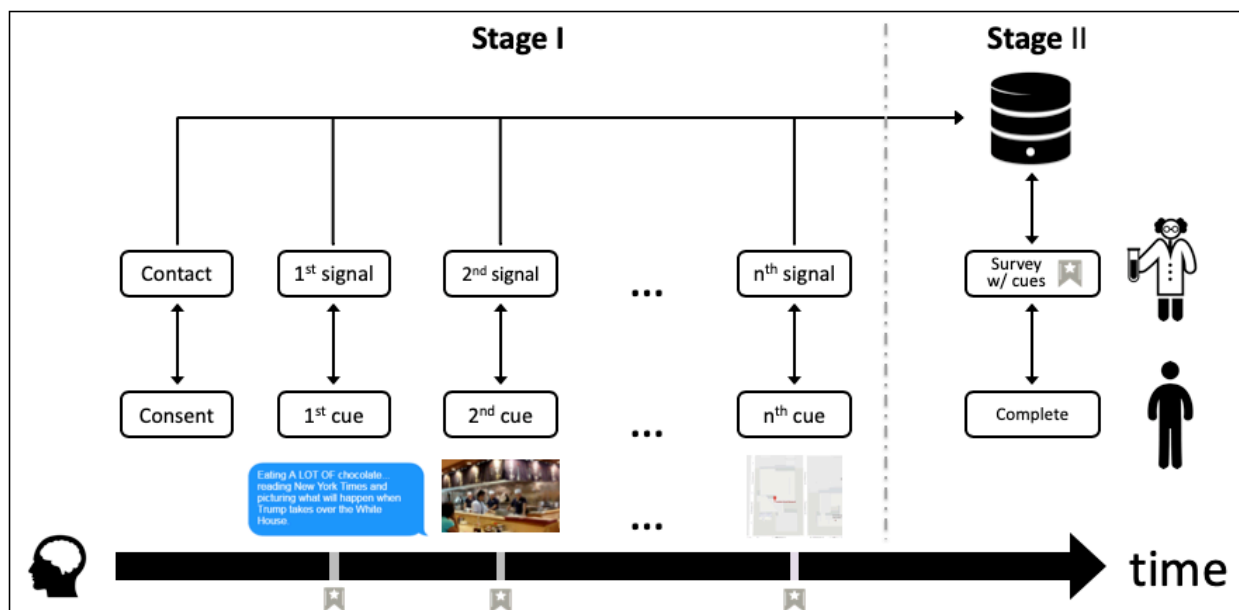 Stage I
Stage II
Contact
1st signal
2nd signal
...
nth signal
Survey
w/ cues
Consent
1st cue
2nd cue
...
nth cue
Complete
Eating A LOT OF chocolate...
reading New York Times and
picturing what will happen when
Trump takes over the White
House.
...
time